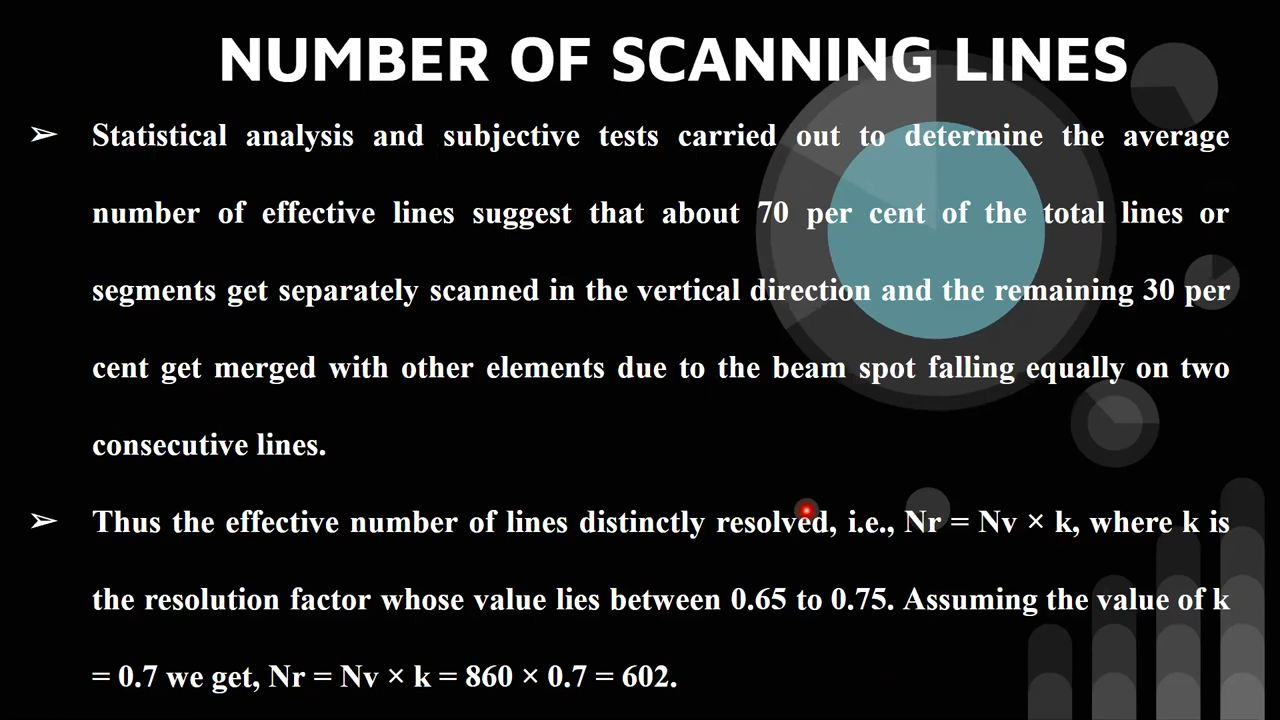 NUMBER OF SCANNING LINES
➢ Statistical analysis and subjective tests carried out to determine the average
number of effective lines suggest that about 70 per cent of the total lines or
segments get separately scanned in the vertical direction and the remaining 30 per
cent get merged with other elements due to the beam spot falling equally on two
consecutive lines.
➢ Thus the effective number of lines distinctly resolved, i.e., Nr = Nv × k, where k is
the resolution factor whose value lies between 0.65 to 0.75. Assuming the value of k
= 0.7 we get, Nr = Nv × k = 860 × 0.7 = 602.